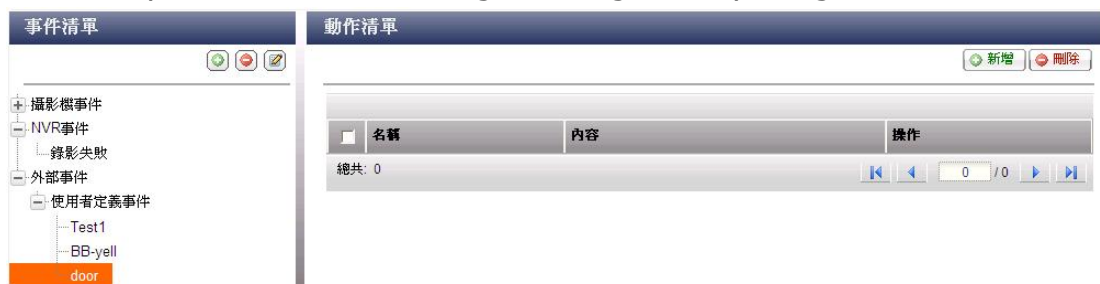 事件清單
攝影機事件
NVR事件
錄影失敗
外部事件
使用者定義事件
Test1
BB-yell
door
動作清單
新增 刪除
名稱 內容 操作
總共: 0 0 / 0